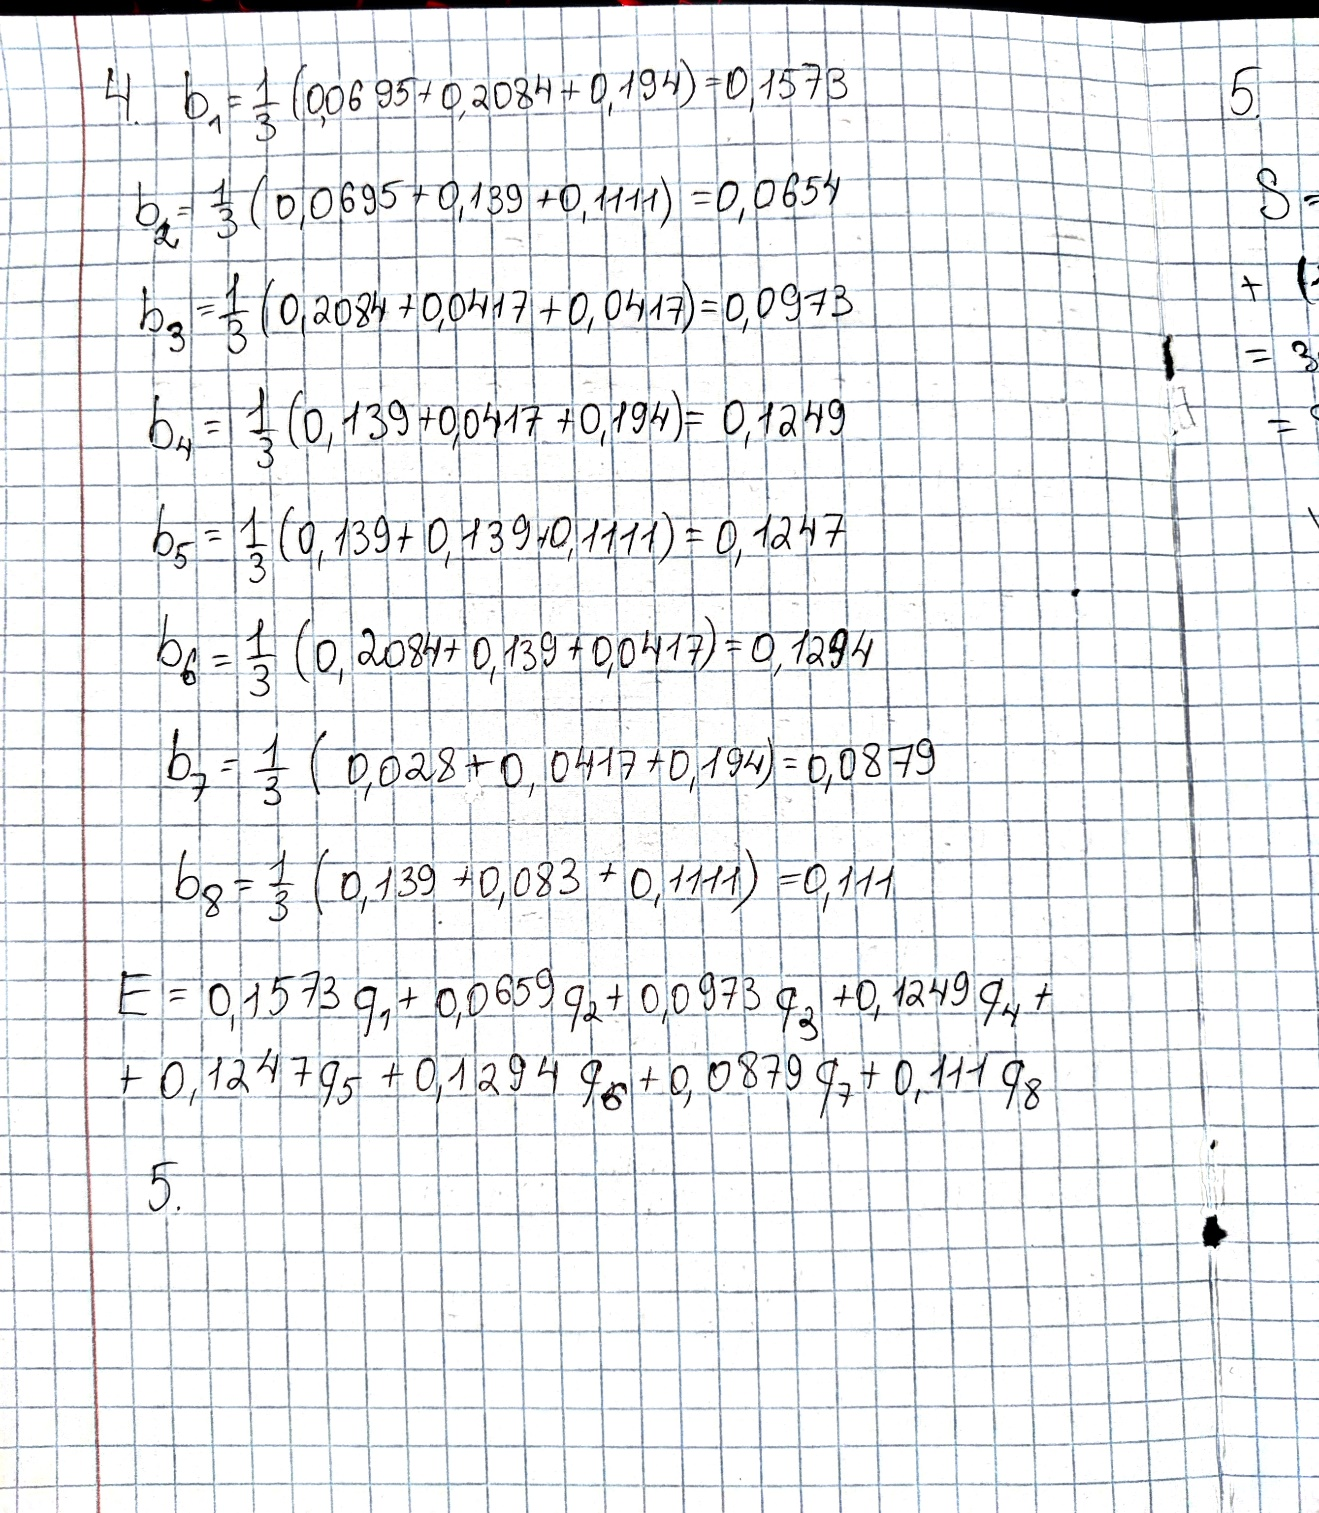 4. b₁ = 1/3 (0,0695+0,2084+0,194)=0,1573
b₂ = 1/3 (0,0695+0,139+0,1111) =0,0654
b₃ = 1/3 (0,2084+0,0417+0,0417)=0,0973
b₄ = 1/3 (0,139+0,0417+0,194)= 0,1249
b₅ = 1/3 (0,139+0,139+0,1111)= 0,1247
b₆ = 1/3 (0,2084+0,139+0,0417)=0,1294
b₇ = 1/3 (0,028+0,0417+0,194)=0,0879
b₈ = 1/3 (0,139+0,083+0,1111) =0,111
E = 0,1573 q₁+ 0,0659 q₂+ 0,0973 q₃ +0,1249 q₄ +
+ 0,1247 q₅ +0,1294 q₆ +0,0879 q₇+ 0,111 q₈
5.
5.
S =
+ (
= 3
=